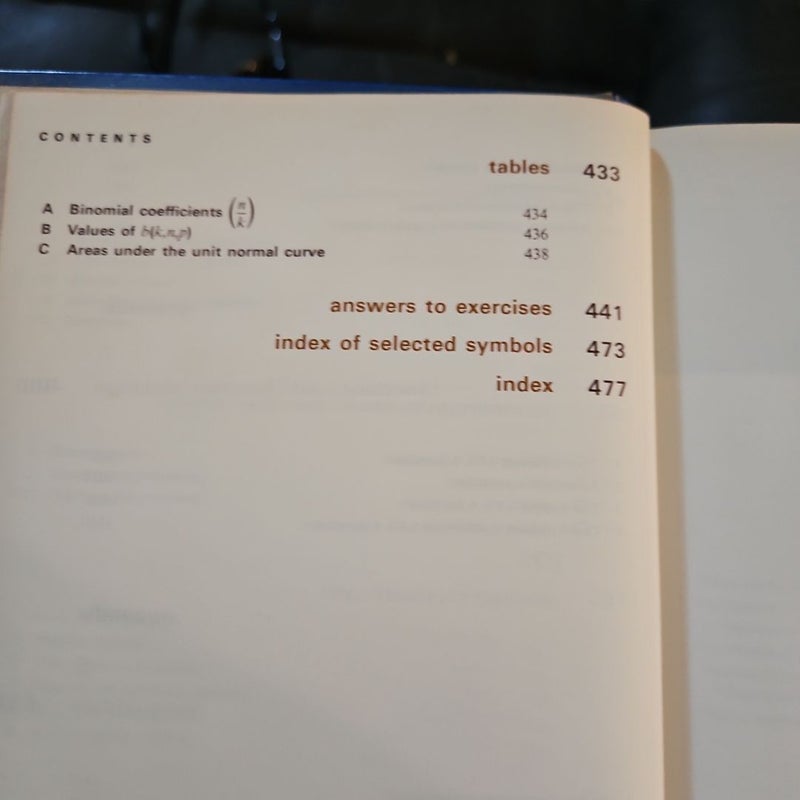 CONTENTS
tables 433
A Binomial coefficients (n/k) 434
B Values of b(k,n,p) 436
C Areas under the unit normal curve 438
answers to exercises 441
index of selected symbols 473
index 477